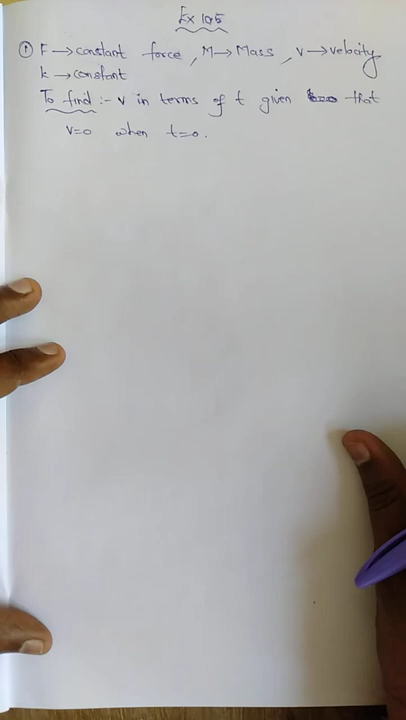 Ex 10.5
① F → constant force, M → Mass, v → velocity
k → constant
To find :- v in terms of t given that
v=0 when t=0.